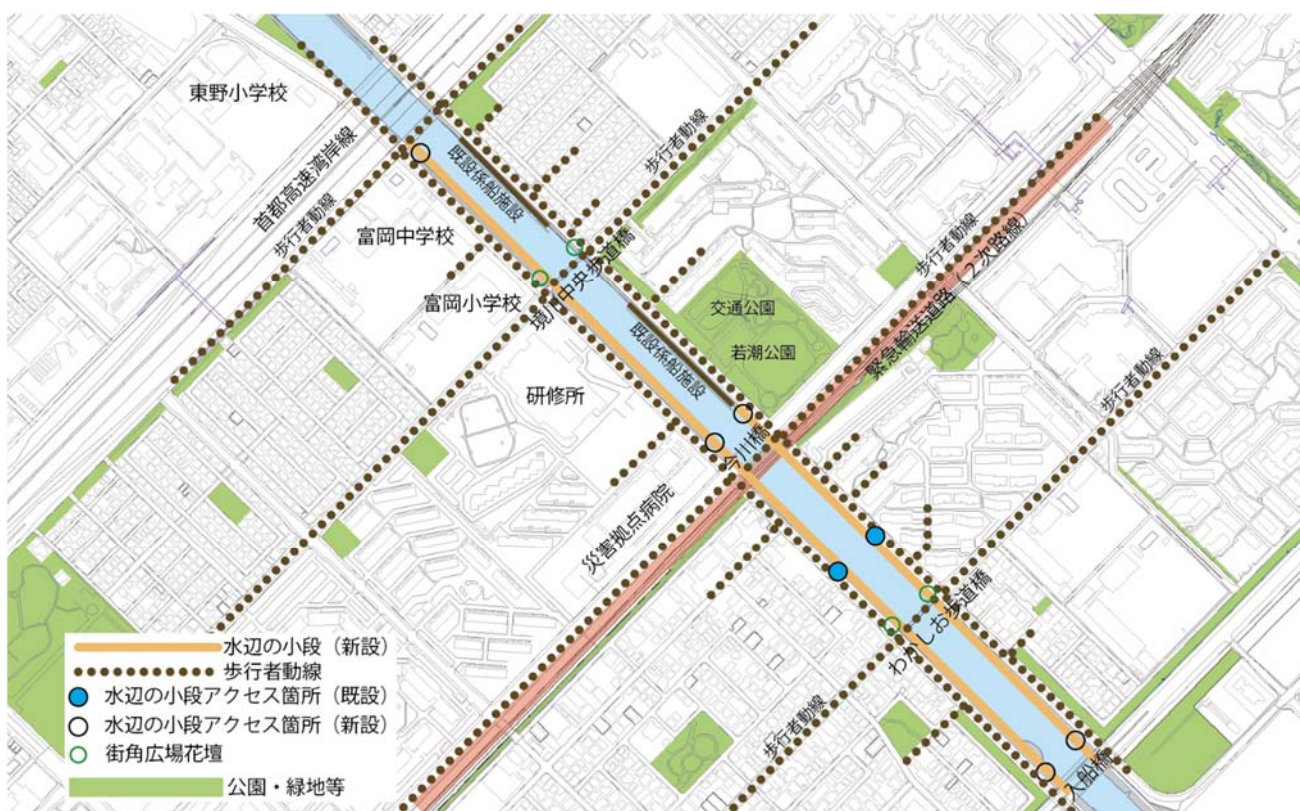 東野小学校
首都高速湾岸線
歩行者動線
既設係船施設
歩行者動線
富岡中学校
富岡小学校
境川中央歩道橋
既設係船施設
交通公園
若潮公園
歩行者動線
緊急輸送道路（2次路線）
研修所
今川橋
災害拠点病院
歩行者動線
わかしお歩道橋
歩行者動線
入船橋
水辺の小段（新設）
歩行者動線
水辺の小段アクセス箇所（既設）
水辺の小段アクセス箇所（新設）
街角広場花壇
公園・緑地等